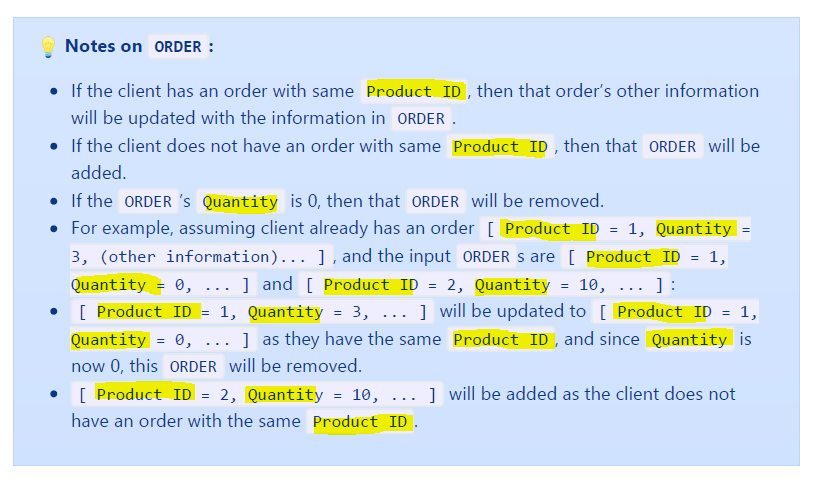 💡 Notes on ORDER :
• If the client has an order with same Product ID , then that order’s other information
will be updated with the information in ORDER .
• If the client does not have an order with same Product ID , then that ORDER will be
added.
• If the ORDER ’s Quantity is 0, then that ORDER will be removed.
• For example, assuming client already has an order [ Product ID = 1, Quantity =
3, (other information)... ] , and the input ORDER s are [ Product ID = 1,
Quantity = 0, ... ] and [ Product ID = 2, Quantity = 10, ... ] :
• [ Product ID = 1, Quantity = 3, ... ] will be updated to [ Product ID = 1,
Quantity = 0, ... ] as they have the same Product ID , and since Quantity is
now 0, this ORDER will be removed.
• [ Product ID = 2, Quantity = 10, ... ] will be added as the client does not
have an order with the same Product ID .